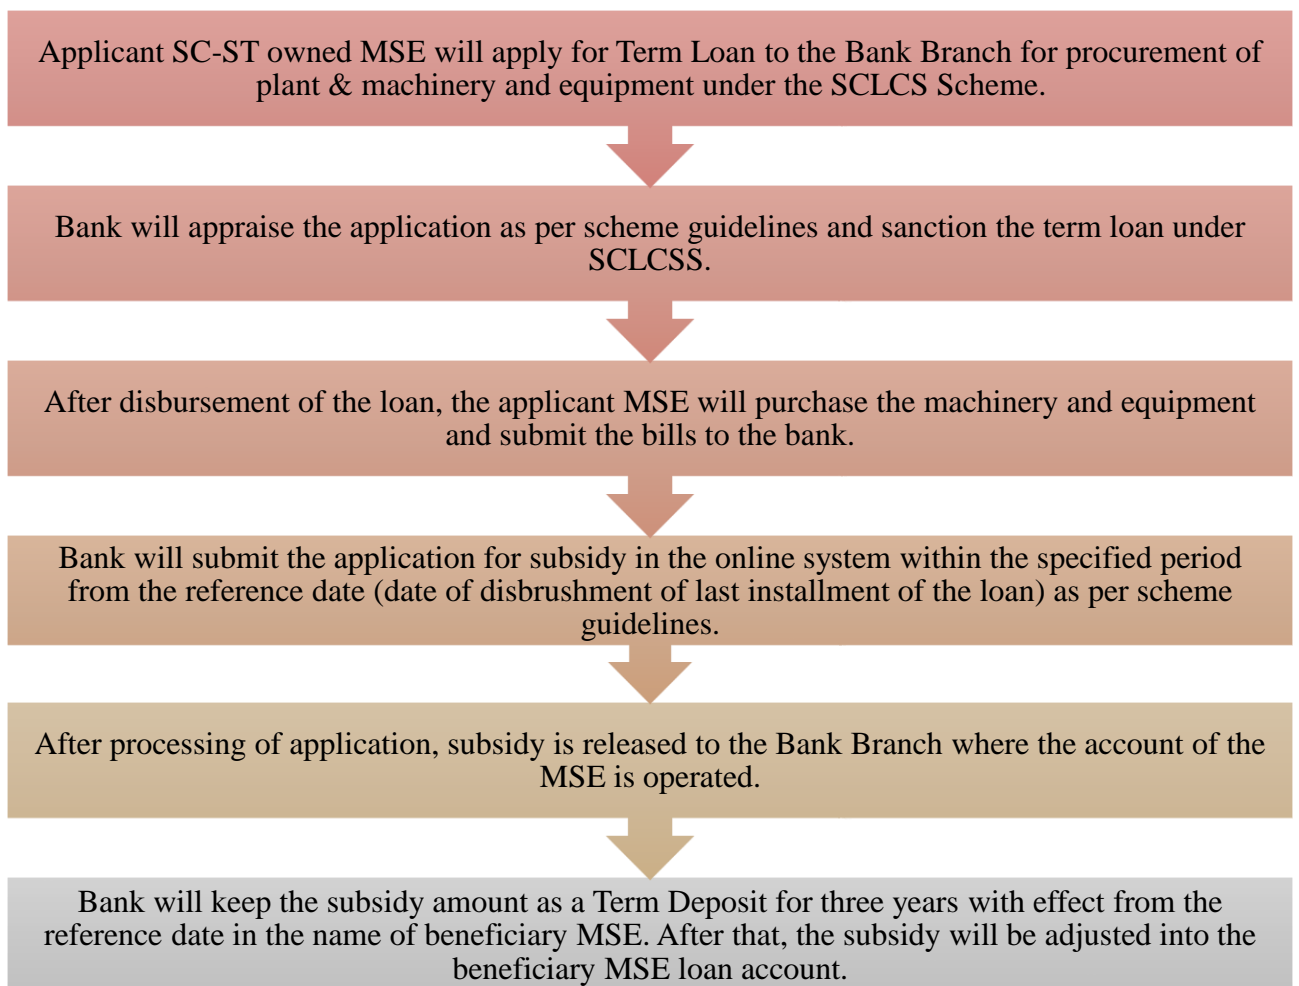 Applicant SC-ST owned MSE will apply for Term Loan to the Bank Branch for procurement of
plant & machinery and equipment under the SCLCS Scheme.
Bank will appraise the application as per scheme guidelines and sanction the term loan under
SCLCSS.
After disbursement of the loan, the applicant MSE will purchase the machinery and equipment
and submit the bills to the bank.
Bank will submit the application for subsidy in the online system within the specified period
from the reference date (date of disbrushment of last installment of the loan) as per scheme
guidelines.
After processing of application, subsidy is released to the Bank Branch where the account of the
MSE is operated.
Bank will keep the subsidy amount as a Term Deposit for three years with effect from the
reference date in the name of beneficiary MSE. After that, the subsidy will be adjusted into the
beneficiary MSE loan account.